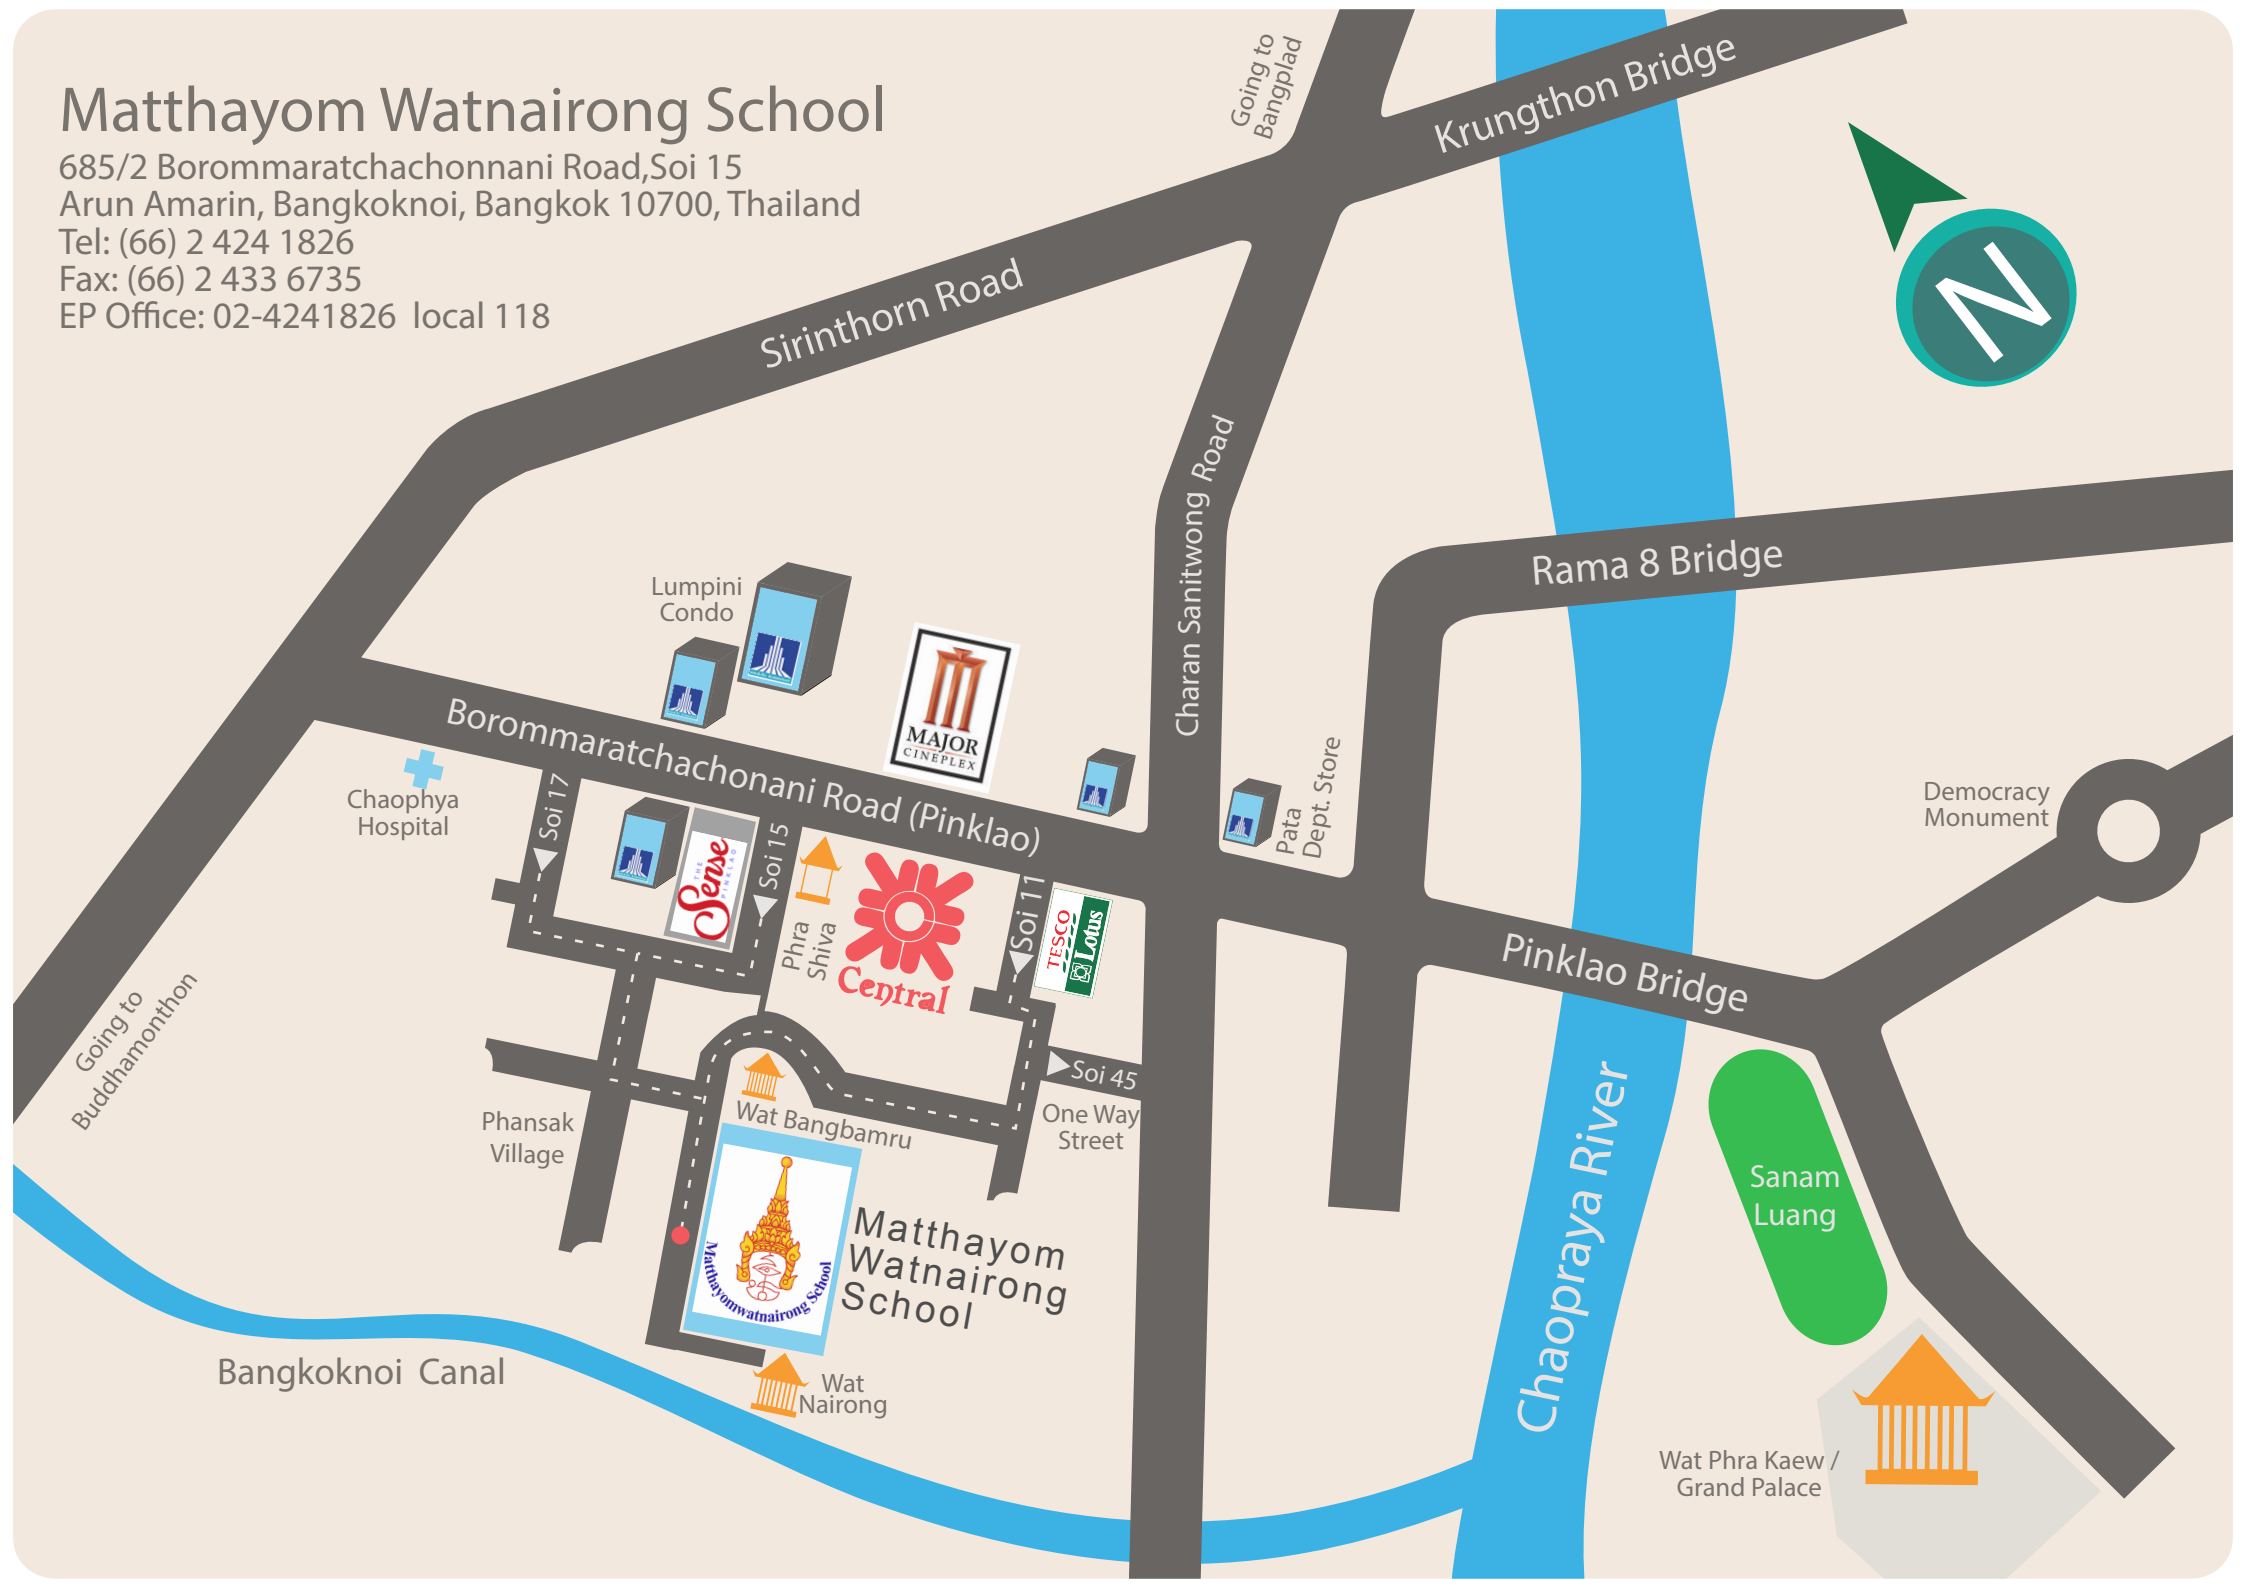 Matthayom Watnairong School
685/2 Borommaratchachonnani Road,Soi 15
Arun Amarin, Bangkoknoi, Bangkok 10700, Thailand
Tel: (66) 2 424 1826
Fax: (66) 2 433 6735
EP Office: 02-4241826 local 118
Going to
Bangplad
Krungthon Bridge
N
Sirinthorn Road
Charan Sanitwong Road
Rama 8 Bridge
Lumpini
Condo
MAJOR
CINEPLEX
Borommaratchachonani Road (Pinklao)
Pata
Dept. Store
Democracy
Monument
Chaophya
Hospital
Soi 17
THE
Sense
PINKLAO
Soi 15
Phra
Shiva
Central
Soi 11
TESCO
Lotus
Pinklao Bridge
Going to
Buddhamonthon
Soi 45
One Way
Street
Phansak
Village
Wat Bangbamru
Matthayomwatnairong School
Matthayom
Watnairong
School
Chaopraya River
Sanam
Luang
Bangkoknoi Canal
Wat
Nairong
Wat Phra Kaew /
Grand Palace